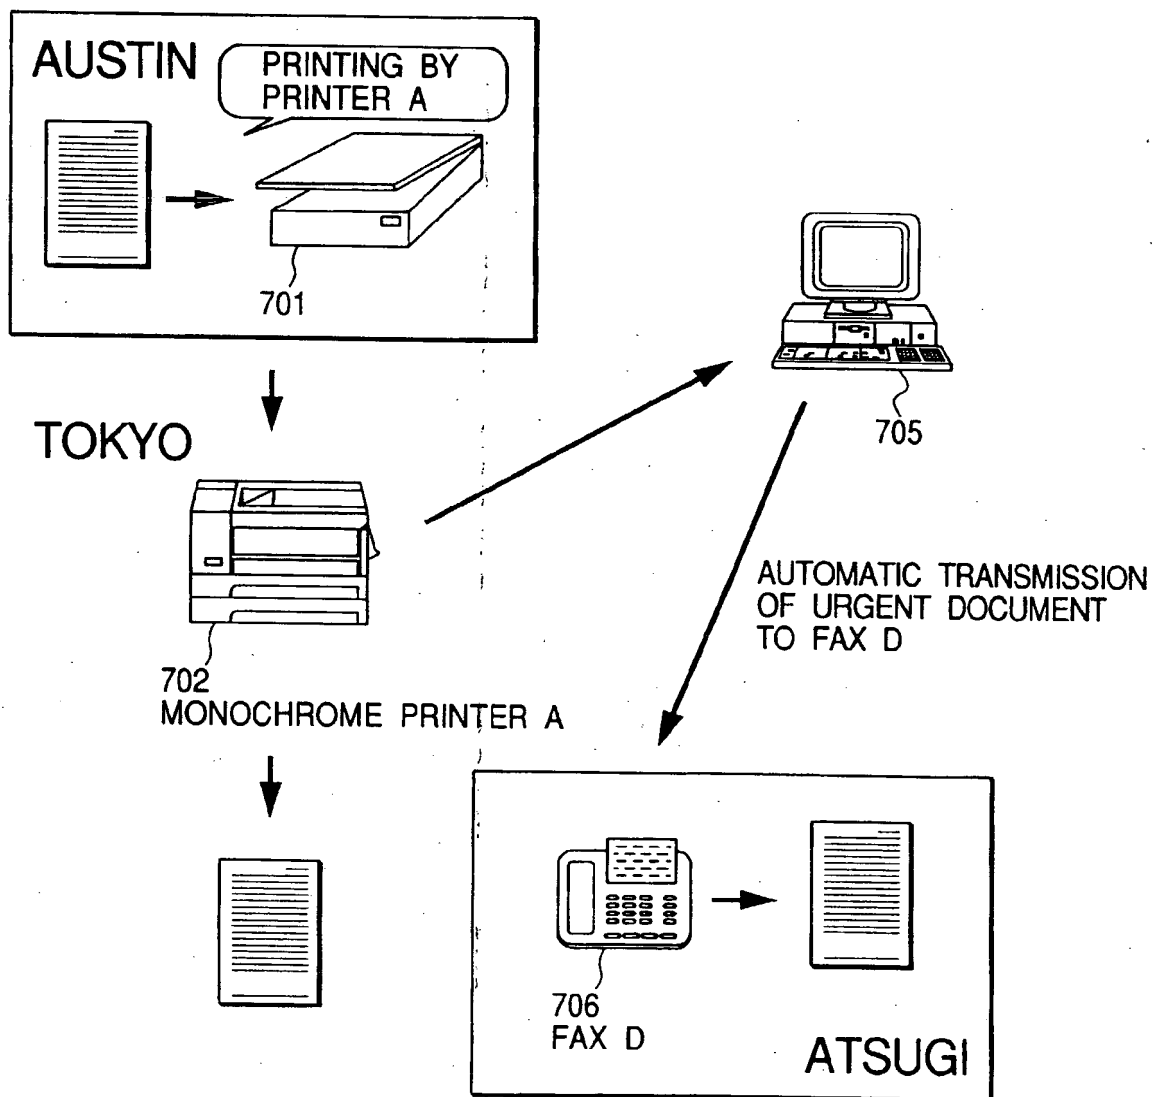 AUSTIN
PRINTING BY
PRINTER A
701
TOKYO
705
AUTOMATIC TRANSMISSION
OF URGENT DOCUMENT
TO FAX D
702
MONOCHROME PRINTER A
706
FAX D
ATSUGI